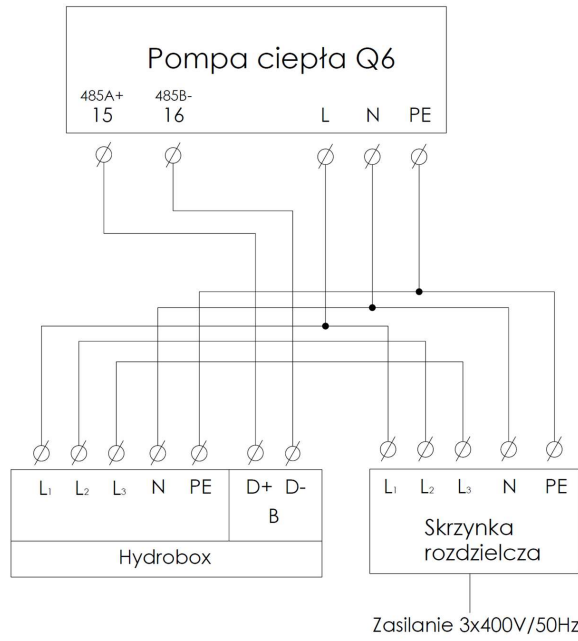 Pompa ciepła Q6
485A+ 485B-
15 16 L N PE
L1 L2 L3 N PE D+ D-
B
Hydrobox
L1 L2 L3 N PE
Skrzynka
rozdzielcza
Zasilanie 3x400V/50Hz